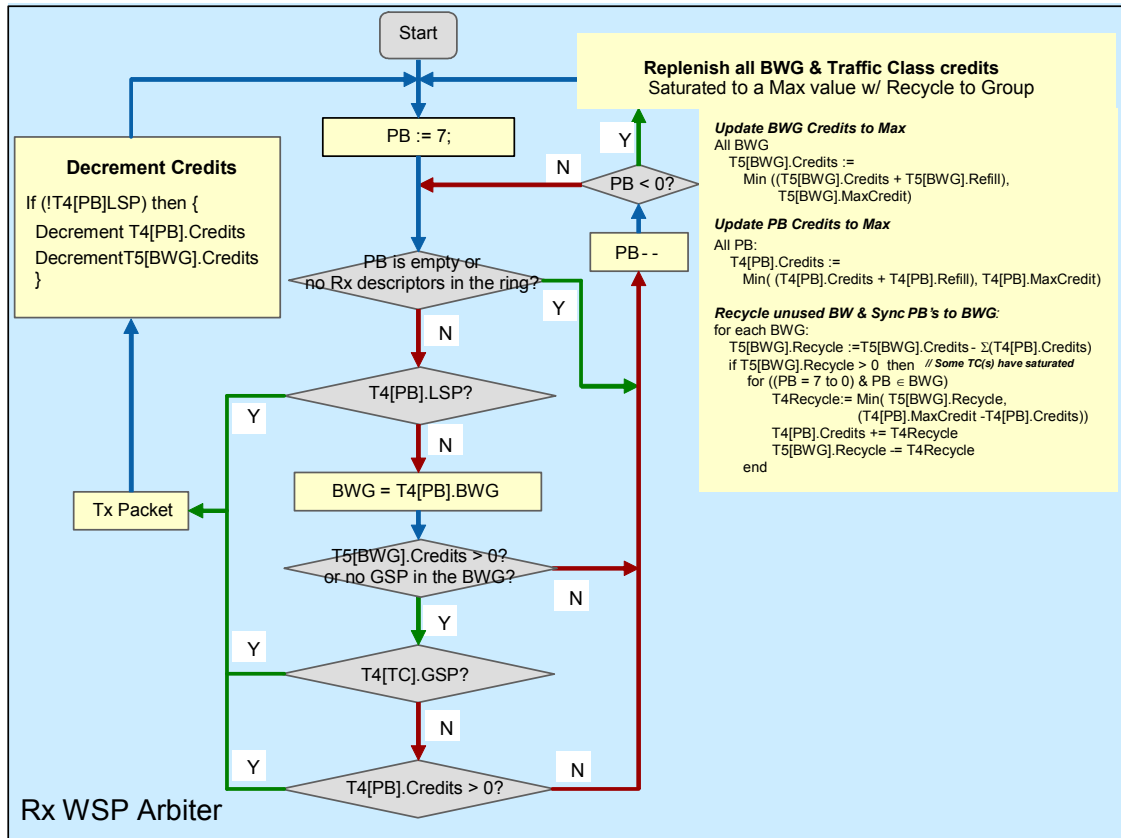 Start
Replenish all BWG & Traffic Class credits
Saturated to a Max value w/ Recycle to Group
PB := 7;
Y
N
PB < 0?
Update BWG Credits to Max
All BWG
T5[BWG].Credits :=
Min ((T5[BWG].Credits + T5[BWG].Refill),
T5[BWG].MaxCredit)
Update PB Credits to Max
All PB:
T4[PB].Credits :=
Min( (T4[PB].Credits + T4[PB].Refill), T4[PB].MaxCredit)
Recycle unused BW & Sync PB's to BWG:
for each BWG:
T5[BWG].Recycle :=T5[BWG].Credits - Σ(T4[PB].Credits)
if T5[BWG].Recycle > 0 then // Some TC(s) have saturated
for ((PB = 7 to 0) & PB ∈ BWG)
T4Recycle:= Min( T5[BWG].Recycle,
(T4[PB].MaxCredit -T4[PB].Credits))
T4[PB].Credits += T4Recycle
T5[BWG].Recycle -= T4Recycle
end
Decrement Credits
If (!T4[PB]LSP) then {
Decrement T4[PB].Credits
DecrementT5[BWG].Credits
}
PB - -
PB is empty or
no Rx descriptors in the ring?
Y
N
T4[PB].LSP?
Y
N
BWG = T4[PB].BWG
Tx Packet
T5[BWG].Credits > 0?
or no GSP in the BWG?
N
Y
Y
T4[TC].GSP?
N
Y
T4[PB].Credits > 0?
N
Rx WSP Arbiter